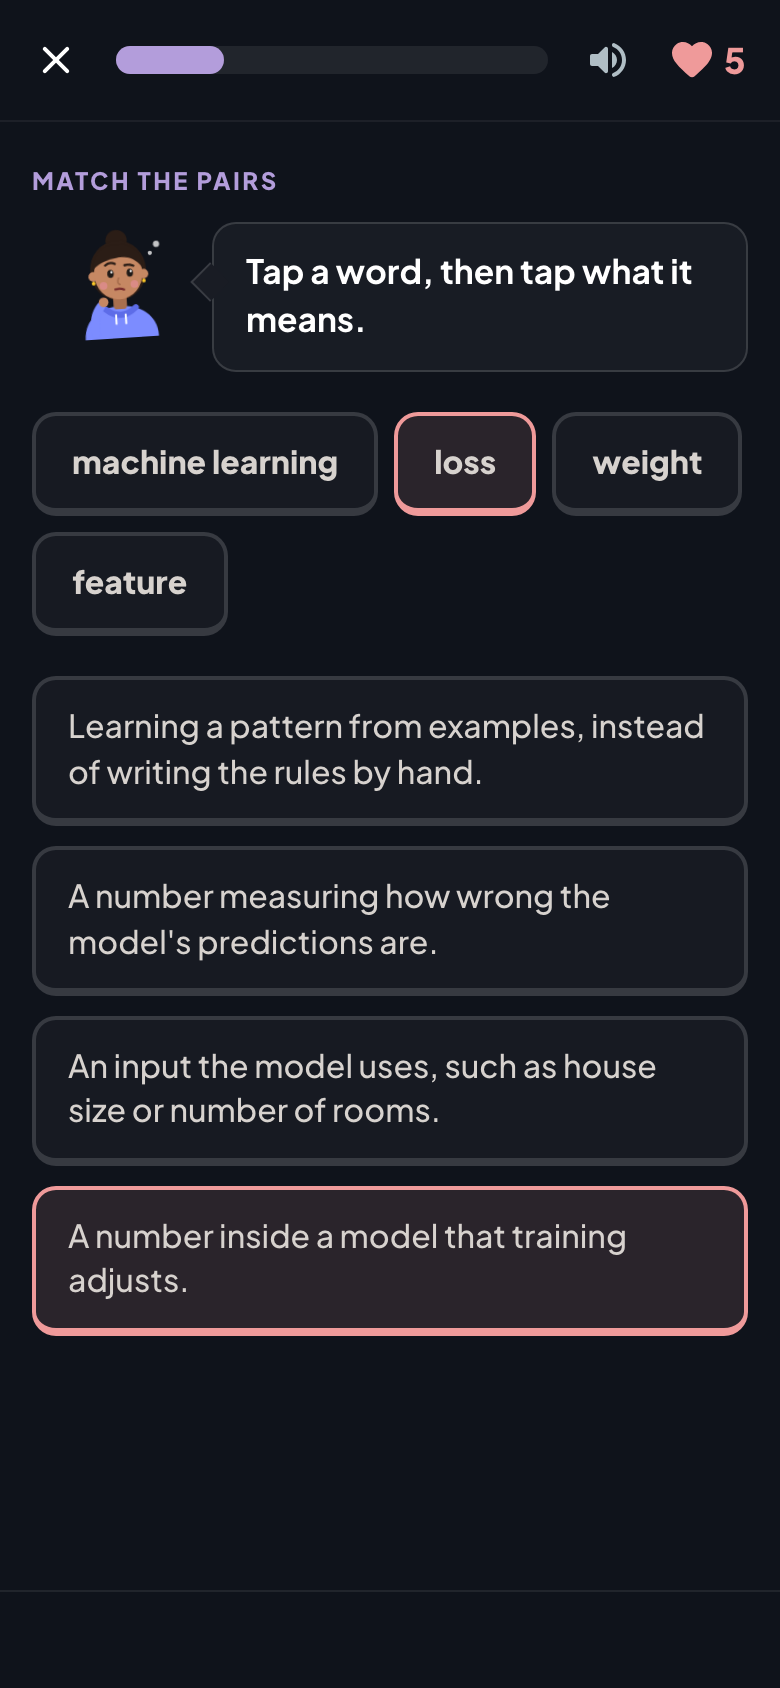 5
MATCH THE PAIRS
Tap a word, then tap what it
means.
machine learning
loss
weight
feature
Learning a pattern from examples, instead
of writing the rules by hand.
A number measuring how wrong the
model's predictions are.
An input the model uses, such as house
size or number of rooms.
A number inside a model that training
adjusts.